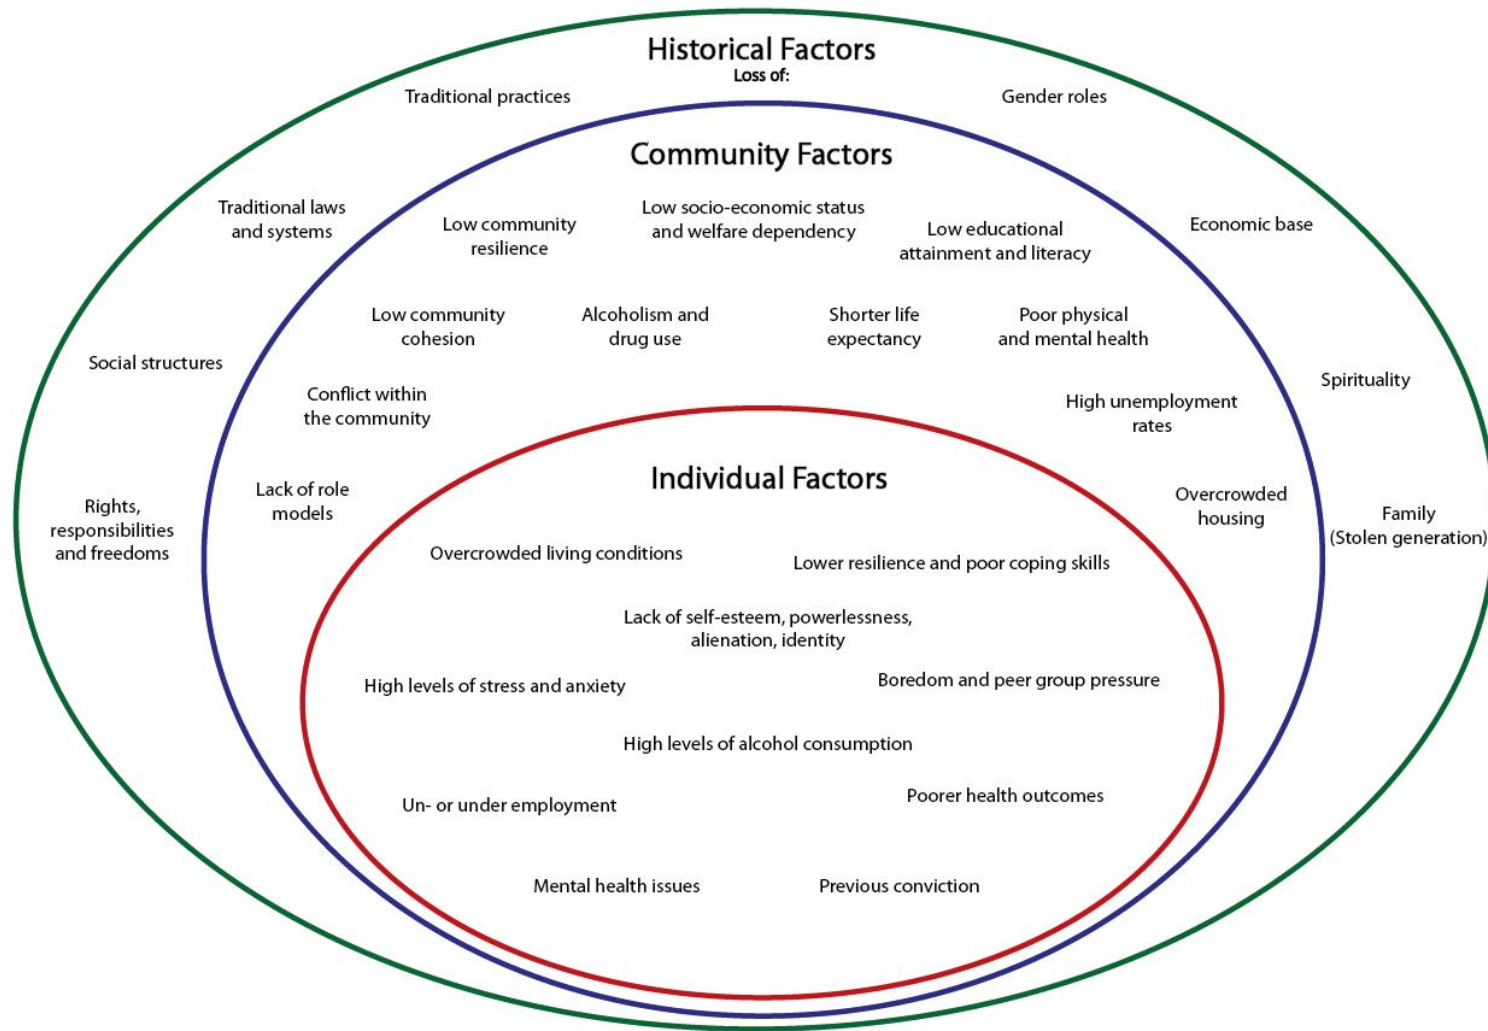 Historical Factors
Loss of:
Traditional practices
Gender roles
Traditional laws
and systems
Economic base
Social structures
Spirituality
Rights,
responsibilities
and freedoms
Family
(Stolen generation)
Community Factors
Low community
resilience
Low socio-economic status
and welfare dependency
Low educational
attainment and literacy
Low community
cohesion
Alcoholism and
drug use
Shorter life
expectancy
Poor physical
and mental health
Conflict within
the community
High unemployment
rates
Lack of role
models
Overcrowded
housing
Individual Factors
Overcrowded living conditions
Lower resilience and poor coping skills
Lack of self-esteem, powerlessness,
alienation, identity
High levels of stress and anxiety
Boredom and peer group pressure
High levels of alcohol consumption
Un- or under employment
Poorer health outcomes
Mental health issues
Previous conviction